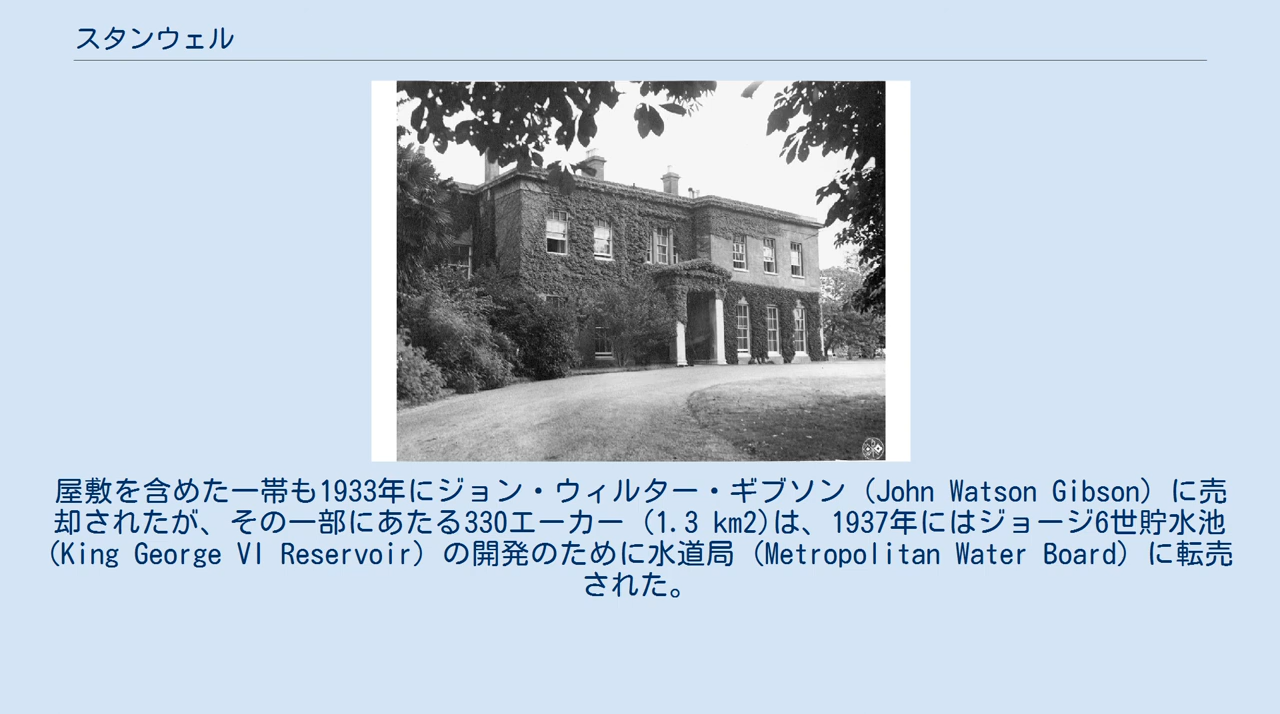 スタンウェル
屋敷を含めた一帯も1933年にジョン・ウィルター・ギブソン (John Watson Gibson) に売
却されたが、その一部にあたる330エーカー (1.3 km2)は、1937年にはジョージ6世貯水池
(King George VI Reservoir) の開発のために水道局 (Metropolitan Water Board) に転売
された。